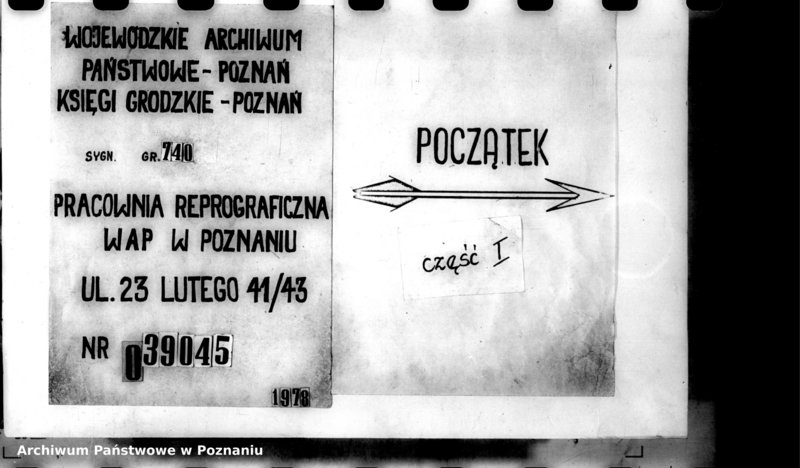 WOJEWÓDZKIE ARCHIWUM
PAŃSTWOWE - POZNAŃ
KSIĘGI GRODZKIE - POZNAŃ
SYGN. GR. 740
PRACOWNIA REPROGRAFICZNA
WAP W POZNANIU
UL. 23 LUTEGO 41/43
NR 039045
1978
POCZĄTEK
część I
Archiwum Państwowe w Poznaniu